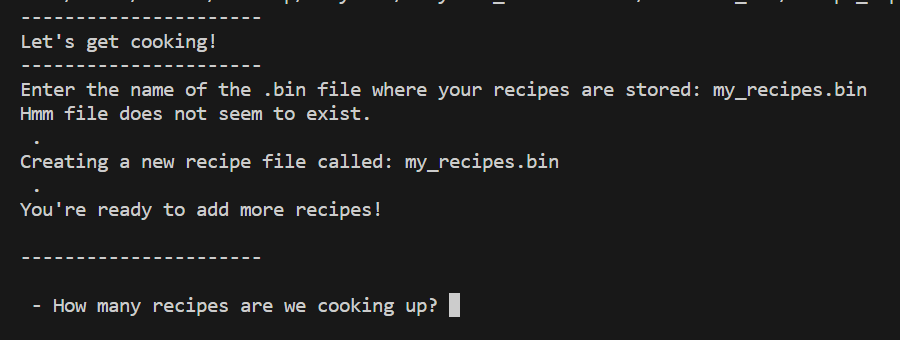 ----------------------
Let's get cooking!
----------------------
Enter the name of the .bin file where your recipes are stored: my_recipes.bin
Hmm file does not seem to exist.
 .
Creating a new recipe file called: my_recipes.bin
 .
You're ready to add more recipes!
----------------------
 - How many recipes are we cooking up?